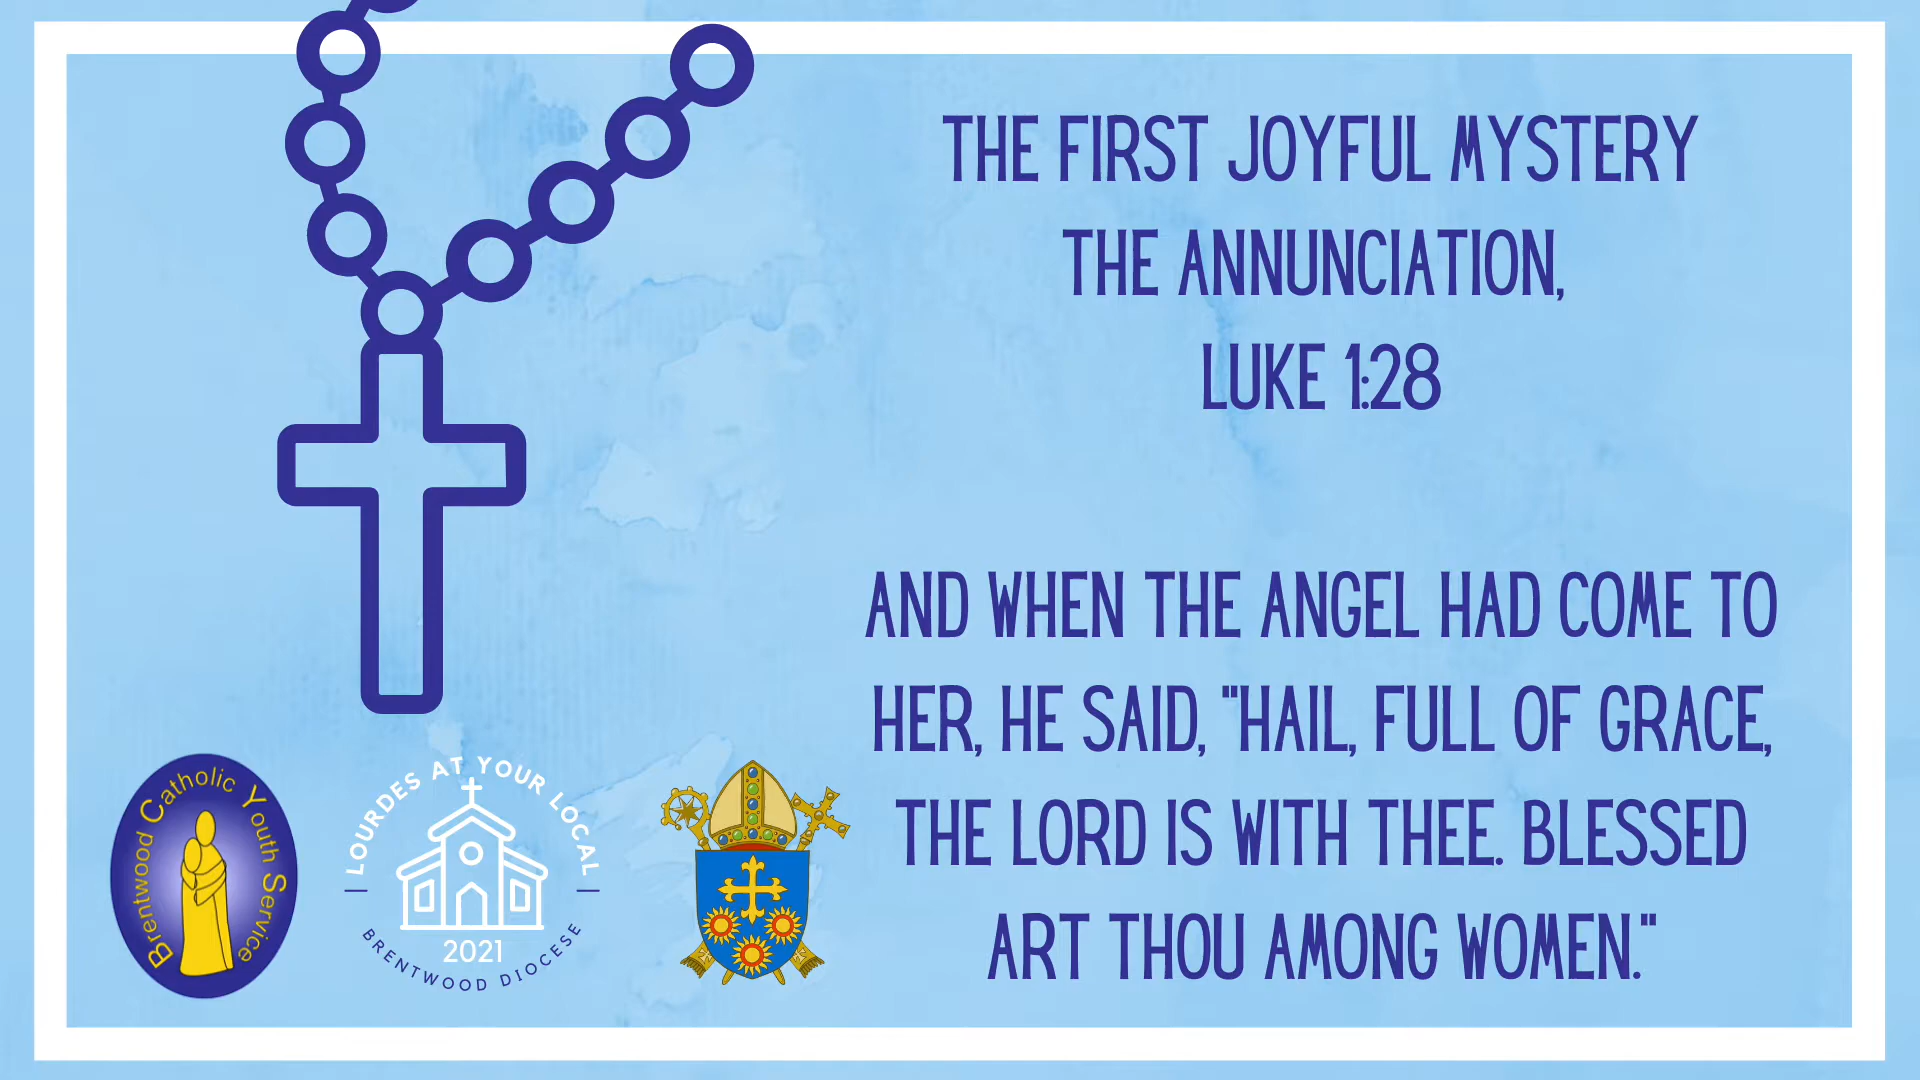 THE FIRST JOYFUL MYSTERY
THE ANNUNCIATION,
LUKE 1:28
AND WHEN THE ANGEL HAD COME TO
HER, HE SAID, "HAIL, FULL OF GRACE,
THE LORD IS WITH THEE. BLESSED
ART THOU AMONG WOMEN."
Brentwood Catholic Youth Service
LOURDES AT YOUR LOCAL
2021
BRENTWOOD DIOCESE